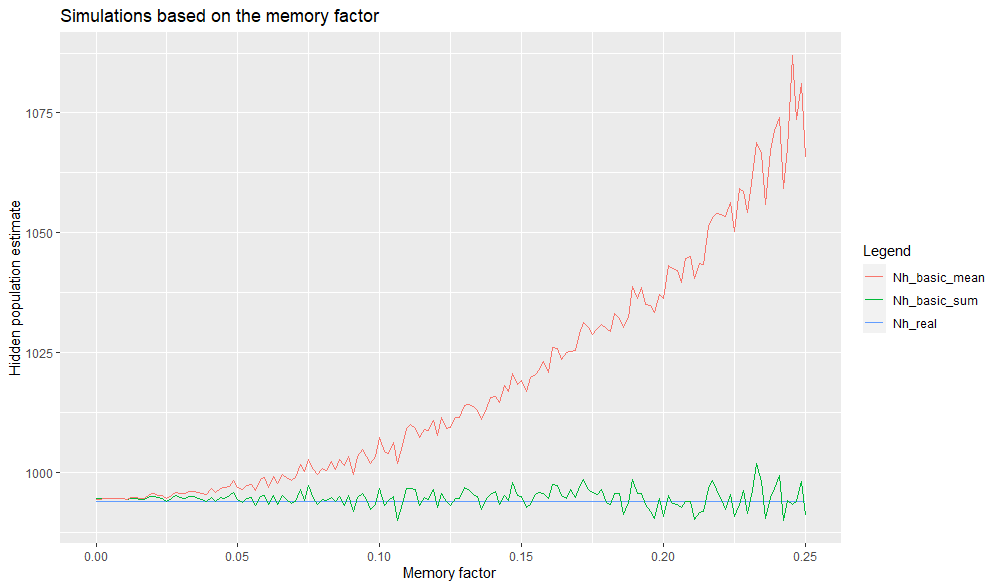 Simulations based on the memory factor
Hidden population estimate
1075
1050
1025
1000
0.00
0.05
0.10
0.15
0.20
0.25
Memory factor
Legend
Nh_basic_mean
Nh_basic_sum
Nh_real